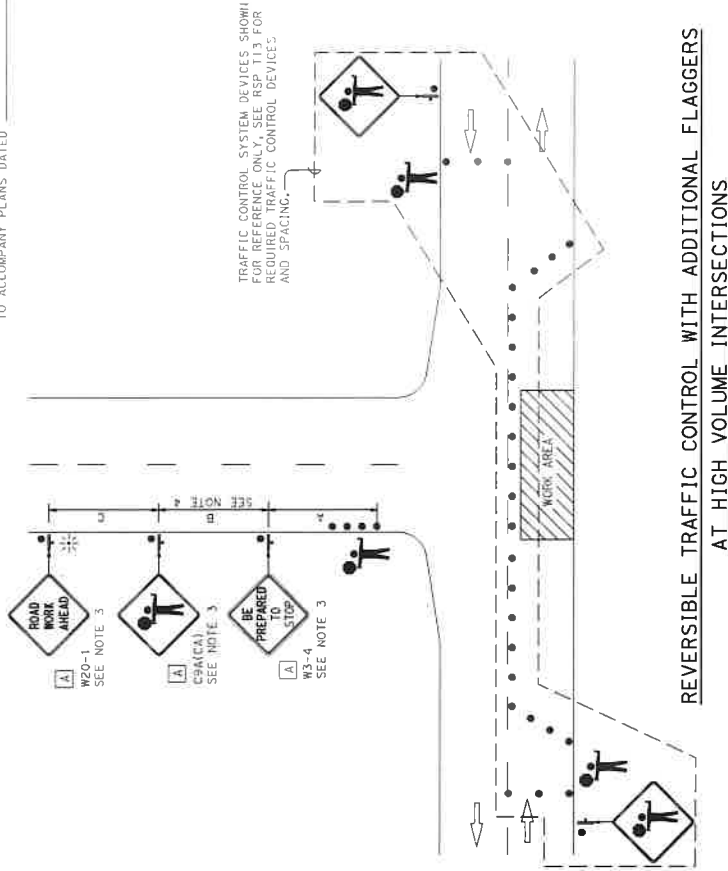 TO ACCOMPANY PLANS DATED
TRAFFIC CONTROL SYSTEM DEVICES SHOWN
FOR REFERENCE ONLY, SEE RSP T13 FOR
REQUIRED TRAFFIC CONTROL DEVICES
AND SPACING.
ROAD
WORK
AHEAD
A
W20-1
SEE NOTE 3
A
C9A(CA)
SEE NOTE 3
BE
PREPARED
TO
STOP
A
W3-4
SEE NOTE 3
C
B
A
SEE NOTE 4
WORK AREA
REVERSIBLE TRAFFIC CONTROL WITH ADDITIONAL FLAGGERS
AT HIGH VOLUME INTERSECTIONS